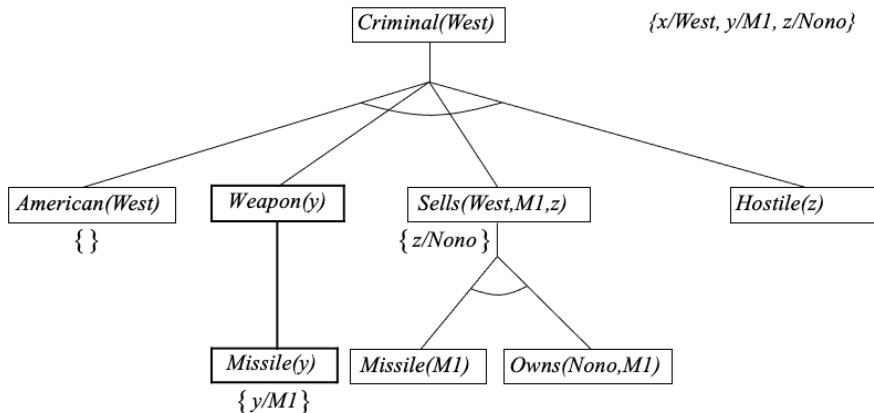 Criminal(West)
{x/West, y/M1, z/Nono}
American(West)
Weapon(y)
Sells(West,M1,z)
Hostile(z)
{ }
{ z/Nono }
Missile(y)
Missile(M1)
Owns(Nono,M1)
{ y/M1 }